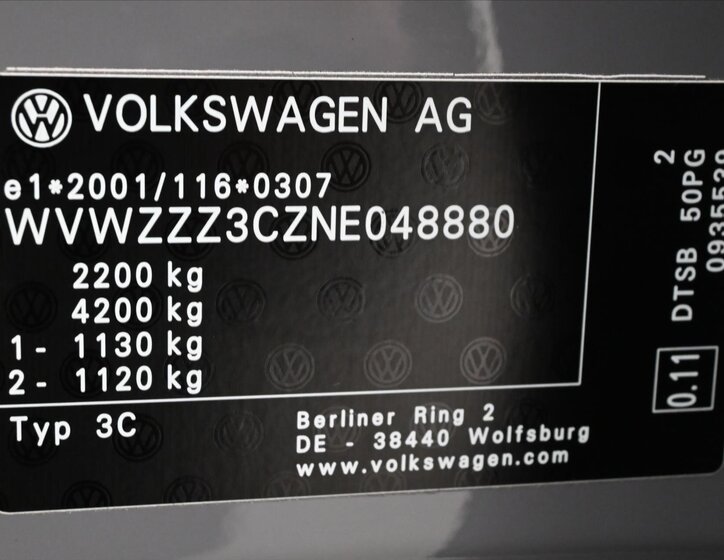 VOLKSWAGEN AG
e1*2001/116*0307
WVWZZZ3CZNE048880
2200 kg
4200 kg
1 - 1130 kg
2 - 1120 kg
Typ 3C
Berliner Ring 2
DE - 38440 Wolfsburg
www.volkswagen.com
0.11
DTSB 50PG 2